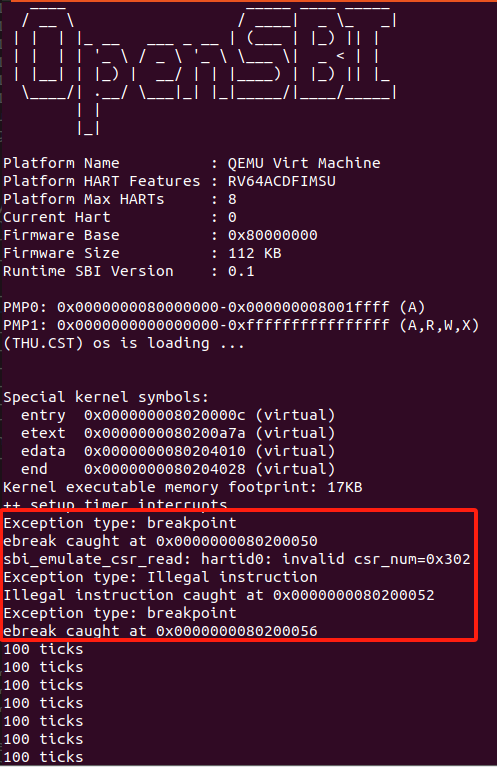 OpenSBI
Platform Name : QEMU Virt Machine
Platform HART Features : RV64ACDFIMSU
Platform Max HARTs : 8
Current Hart : 0
Firmware Base : 0x80000000
Firmware Size : 112 KB
Runtime SBI Version : 0.1
PMP0: 0x0000000080000000-0x000000008001ffff (A)
PMP1: 0x0000000000000000-0xffffffffffffffff (A,R,W,X)
(THU.CST) os is loading ...
Special kernel symbols:
entry 0x000000008020000c (virtual)
etext 0x0000000080200a7a (virtual)
edata 0x0000000080204010 (virtual)
end 0x0000000080204028 (virtual)
Kernel executable memory footprint: 17KB
++ setup timer interrupts
Exception type: breakpoint
ebreak caught at 0x0000000080200050
sbi_emulate_csr_read: hartid0: invalid csr_num=0x302
Exception type: Illegal instruction
Illegal instruction caught at 0x0000000080200052
Exception type: breakpoint
ebreak caught at 0x0000000080200056
100 ticks
100 ticks
100 ticks
100 ticks
100 ticks
100 ticks
100 ticks